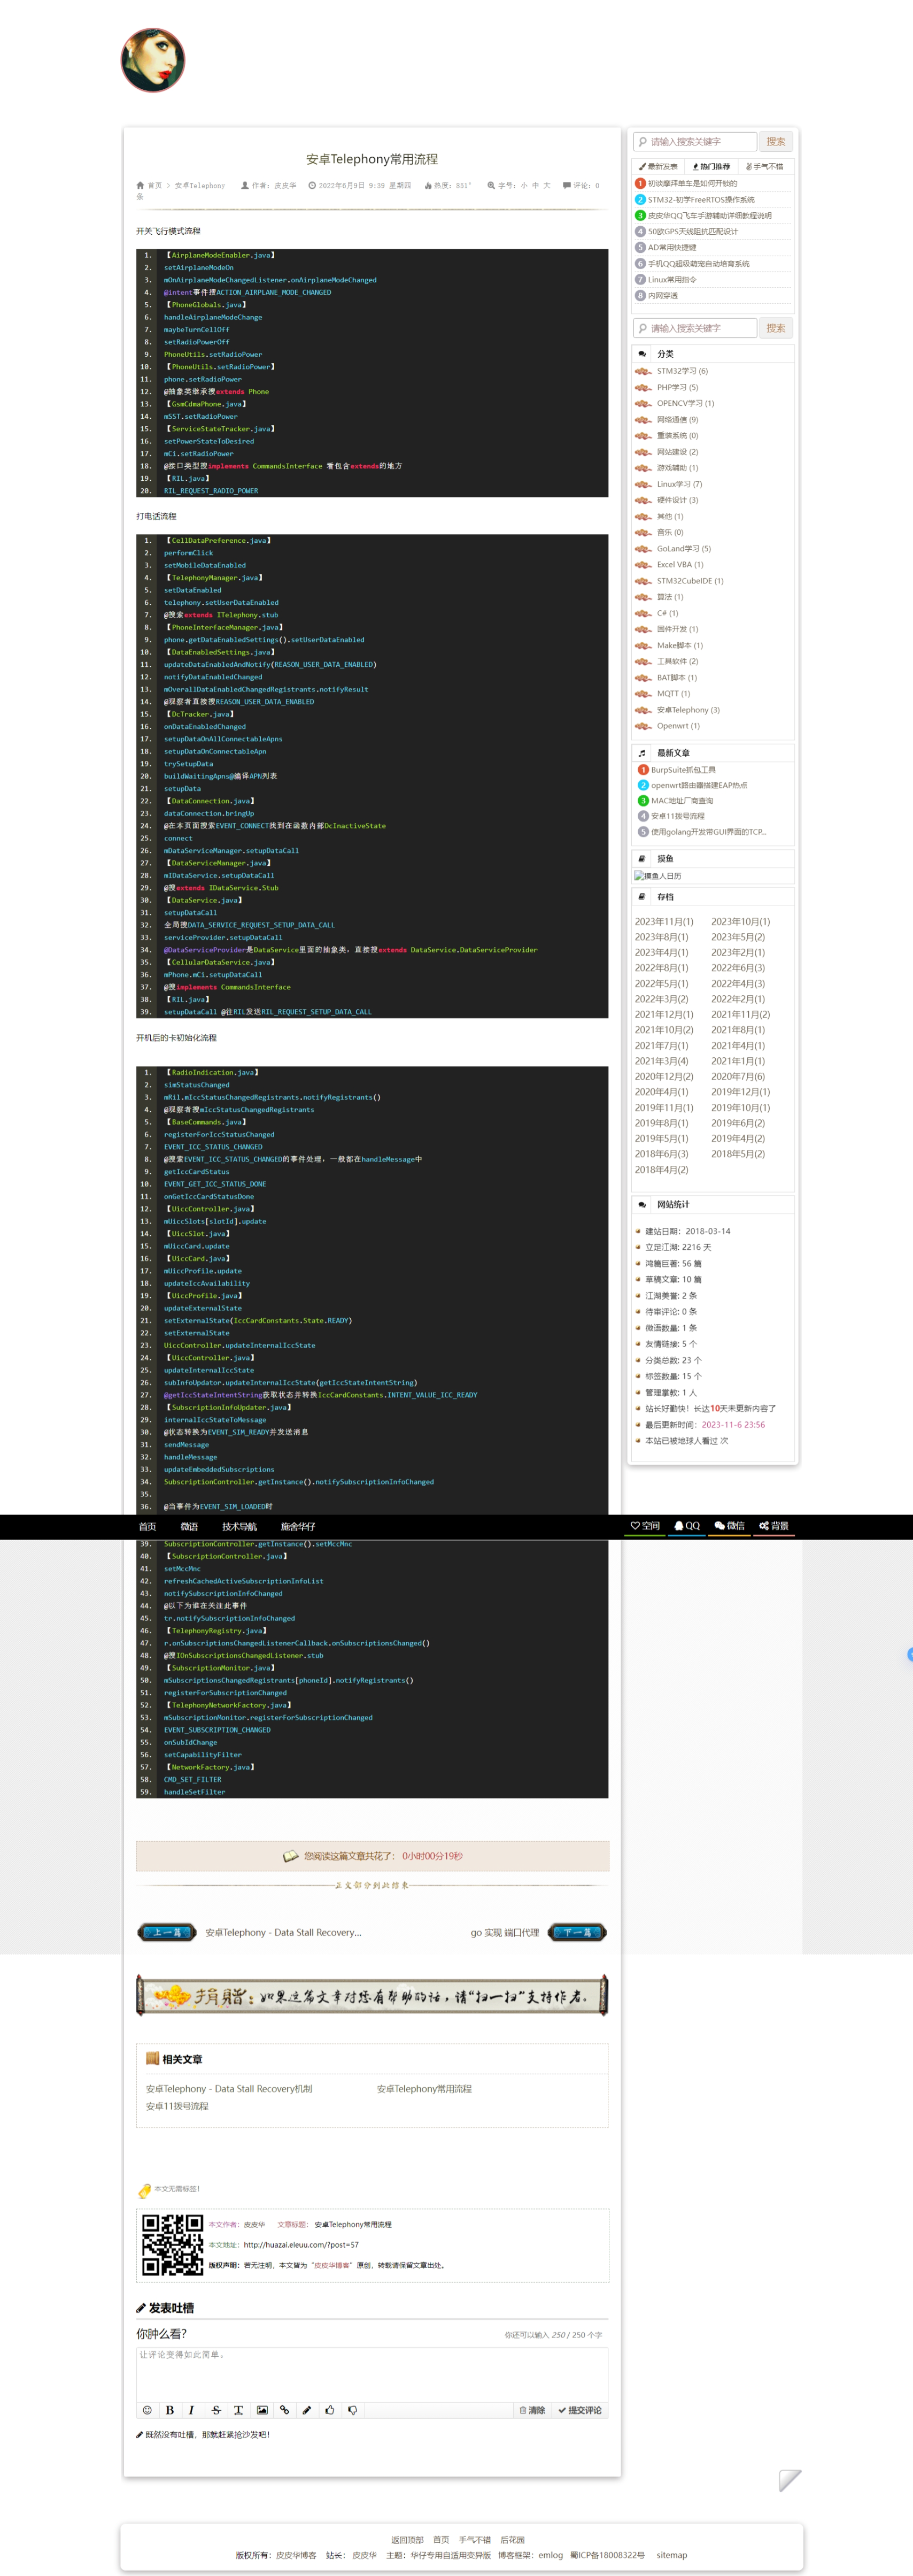 安卓Telephony常用流程
首页 > 安卓Telephony 作者：皮皮华 2022年6月9日 9:39 星期四 热度：851° 字号：小 中 大 评论：0
条
开关飞行模式流程
1. 【AirplaneModeEnabler.java】
2. setAirplaneModeOn
3. mOnAirplaneModeChangedListener.onAirplaneModeChanged
4. @intent事件搜ACTION_AIRPLANE_MODE_CHANGED
5. 【PhoneGlobals.java】
6. handleAirplaneModeChange
7. maybeTurnCellOff
8. setRadioPowerOff
9. PhoneUtils.setRadioPower
10. 【PhoneUtils.setRadioPower】
11. phone.setRadioPower
12. @抽象类继承搜extends Phone
13. 【GsmCdmaPhone.java】
14. mSST.setRadioPower
15. 【ServiceStateTracker.java】
16. setPowerStateToDesired
17. mCi.setRadioPower
18. @接口类型搜implements CommandsInterface 看包含extends的地方
19. 【RIL.java】
20. RIL_REQUEST_RADIO_POWER
打电话流程
1. 【CellDataPreference.java】
2. performClick
3. setMobileDataEnabled
4. 【TelephonyManager.java】
5. setDataEnabled
6. telephony.setUserDataEnabled
7. @搜索extends ITelephony.stub
8. 【PhoneInterfaceManager.java】
9. phone.getDataEnabledSettings().setUserDataEnabled
10. 【DataEnabledSettings.java】
11. updateDataEnabledAndNotify(REASON_USER_DATA_ENABLED)
12. notifyDataEnabledChanged
13. mOverallDataEnabledChangedRegistrants.notifyResult
14. @观察者直接搜REASON_USER_DATA_ENABLED
15. 【DcTracker.java】
16. onDataEnabledChanged
17. setupDataOnAllConnectableApns
18. setupDataOnConnectableApn
19. trySetupData
20. buildWaitingApns@编译APN列表
21. setupData
22. 【DataConnection.java】
23. dataConnection.bringUp
24. @在本页面搜索EVENT_CONNECT找到在函数内部DcInactiveState
25. connect
26. mDataServiceManager.setupDataCall
27. 【DataServiceManager.java】
28. mIDataService.setupDataCall
29. @搜extends IDataService.Stub
30. 【DataService.java】
31. setupDataCall
32. 全局搜DATA_SERVICE_REQUEST_SETUP_DATA_CALL
33. serviceProvider.setupDataCall
34. @DataServiceProvider是DataService里面的抽象类，直接搜extends DataService.DataServiceProvider
35. 【CellularDataService.java】
36. mPhone.mCi.setupDataCall
37. @搜implements CommandsInterface
38. 【RIL.java】
39. setupDataCall @往RIL发送RIL_REQUEST_SETUP_DATA_CALL
开机后的卡初始化流程
1. 【RadioIndication.java】
2. simStatusChanged
3. mRil.mIccStatusChangedRegistrants.notifyRegistrants()
4. @观察者搜mIccStatusChangedRegistrants
5. 【BaseCommands.java】
6. registerForIccStatusChanged
7. EVENT_ICC_STATUS_CHANGED
8. @搜索EVENT_ICC_STATUS_CHANGED的事件处理，一般都在handleMessage中
9. getIccCardStatus
10. EVENT_GET_ICC_STATUS_DONE
11. onGetIccCardStatusDone
12. 【UiccController.java】
13. mUiccSlots[slotId].update
14. 【UiccSlot.java】
15. mUiccCard.update
16. 【UiccCard.java】
17. mUiccProfile.update
18. updateIccAvailability
19. 【UiccProfile.java】
20. updateExternalState
21. setExternalState(IccCardConstants.State.READY)
22. setExternalState
23. UiccController.updateInternalIccState
24. 【UiccController.java】
25. updateInternalIccState
26. subInfoUpdator.updateInternalIccState(getIccStateIntentString)
27. @getIccStateIntentString获取状态并转换IccCardConstants.INTENT_VALUE_ICC_READY
28. 【SubscriptionInfoUpdater.java】
29. internalIccStateToMessage
30. @状态转换为EVENT_SIM_READY并发送消息
31. sendMessage
32. handleMessage
33. updateEmbeddedSubscriptions
34. SubscriptionController.getInstance().notifySubscriptionInfoChanged
35.
36. @当事件为EVENT_SIM_LOADED时
首页 微语 技术导航 施舍华仔 空间 QQ 微信 背景
39. SubscriptionController.getInstance().setMccMnc
40. 【SubscriptionController.java】
41. setMccMnc
42. refreshCachedActiveSubscriptionInfoList
43. notifySubscriptionInfoChanged
44. @以下为谁在关注此事件
45. tr.notifySubscriptionInfoChanged
46. 【TelephonyRegistry.java】
47. r.onSubscriptionsChangedListenerCallback.onSubscriptionsChanged()
48. @搜IOnSubscriptionsChangedListener.stub
49. 【SubscriptionMonitor.java】
50. mSubscriptionsChangedRegistrants[phoneId].notifyRegistrants()
51. registerForSubscriptionChanged
52. 【TelephonyNetworkFactory.java】
53. mSubscriptionMonitor.registerForSubscriptionChanged
54. EVENT_SUBSCRIPTION_CHANGED
55. onSubIdChange
56. setCapabilityFilter
57. 【NetworkFactory.java】
58. CMD_SET_FILTER
59. handleSetFilter
您阅读这篇文章共花了： 0小时00分19秒
正文部分到此结束
上一篇 安卓Telephony - Data Stall Recovery... go 实现 端口代理 下一篇
捐赠：如果这篇文章对您有帮助的话，请“扫一扫”支持作者。
相关文章
安卓Telephony - Data Stall Recovery机制 安卓Telephony常用流程
安卓11拨号流程
本文无需标签！
本文作者：皮皮华 文章标题： 安卓Telephony常用流程
本文地址：http://huazai.eleuu.com/?post=57
版权声明：若无注明，本文皆为“皮皮华博客”原创，转载请保留文章出处。
发表吐槽
你肿么看？
你还可以输入 250 / 250 个字
让评论变得如此简单。
B I S T 清除 提交评论
既然没有吐槽，那就赶紧抢沙发吧！
请输入搜索关键字 搜索
最新发表 热门推荐 手气不错
1 初谈摩拜单车是如何开锁的
2 STM32-初学FreeRTOS操作系统
3 皮皮华QQ飞车手游辅助详细教程说明
4 50欧GPS天线阻抗匹配设计
5 AD常用快捷键
6 手机QQ超级萌宠自动培育系统
7 Linux常用指令
8 内网穿透
请输入搜索关键字 搜索
分类
STM32学习 (6)
PHP学习 (5)
OPENCV学习 (1)
网络通信 (9)
重装系统 (0)
网站建设 (2)
游戏辅助 (1)
Linux学习 (7)
硬件设计 (3)
其他 (1)
音乐 (0)
GoLand学习 (5)
Excel VBA (1)
STM32CubeIDE (1)
算法 (1)
C# (1)
固件开发 (1)
Make脚本 (1)
工具软件 (2)
BAT脚本 (1)
MQTT (1)
安卓Telephony (3)
Openwrt (1)
最新文章
1 BurpSuite抓包工具
2 openwrt路由器搭建EAP热点
3 MAC地址厂商查询
4 安卓11拨号流程
5 使用golang开发带GUI界面的TCP...
摸鱼
摸鱼人日历
存档
2023年11月(1) 2023年10月(1)
2023年8月(1) 2023年5月(2)
2023年4月(1) 2023年2月(1)
2022年8月(1) 2022年6月(3)
2022年5月(1) 2022年4月(3)
2022年3月(2) 2022年2月(1)
2021年12月(1) 2021年11月(2)
2021年10月(2) 2021年8月(1)
2021年7月(1) 2021年4月(1)
2021年3月(4) 2021年1月(1)
2020年12月(2) 2020年7月(6)
2020年4月(1) 2019年12月(1)
2019年11月(1) 2019年10月(1)
2019年8月(1) 2019年6月(2)
2019年5月(1) 2019年4月(2)
2018年6月(3) 2018年5月(2)
2018年4月(2)
网站统计
建站日期：2018-03-14
立足江湖: 2216 天
鸿篇巨著: 56 篇
草稿文章: 10 篇
江湖美誉: 2 条
待审评论: 0 条
微语数量: 1 条
友情链接: 5 个
分类总数: 23 个
标签数量: 15 个
管理掌教: 1 人
站长好勤快！长达10天未更新内容了
最后更新时间：2023-11-6 23:56
本站已被地球人看过 次
返回顶部 首页 手气不错 后花园
版权所有：皮皮华博客 站长： 皮皮华 主题：华仔专用自适用变异版 博客框架：emlog 蜀ICP备18008322号 sitemap